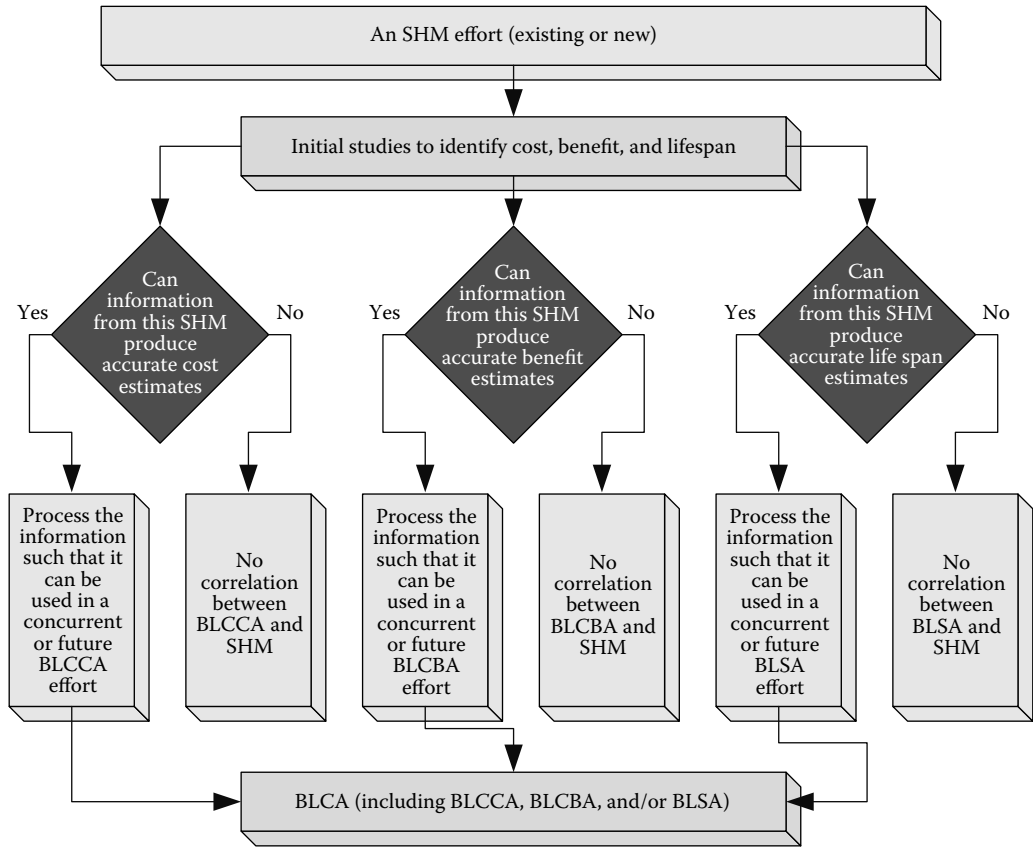 An SHM effort (existing or new)
Initial studies to identify cost, benefit, and lifespan
Yes
Can
information
from this SHM
produce
accurate cost
estimates
No
Yes
Can
information
from this SHM
produce
accurate benefit
estimates
No
Yes
Can
information
from this SHM
produce
accurate life span
estimates
No
Process the
information
such that it
can be
used in a
concurrent
or future
BLCCA
effort
No
correlation
between
BLCCA and
SHM
Process the
information
such that it
can be
used in a
concurrent
or future
BLCBA
effort
No
correlation
between
BLCBA and
SHM
Process the
information
such that it
can be
used in a
concurrent
or future
BLSA
effort
No
correlation
between
BLSA and
SHM
BLCA (including BLCCA, BLCBA, and/or BLSA)